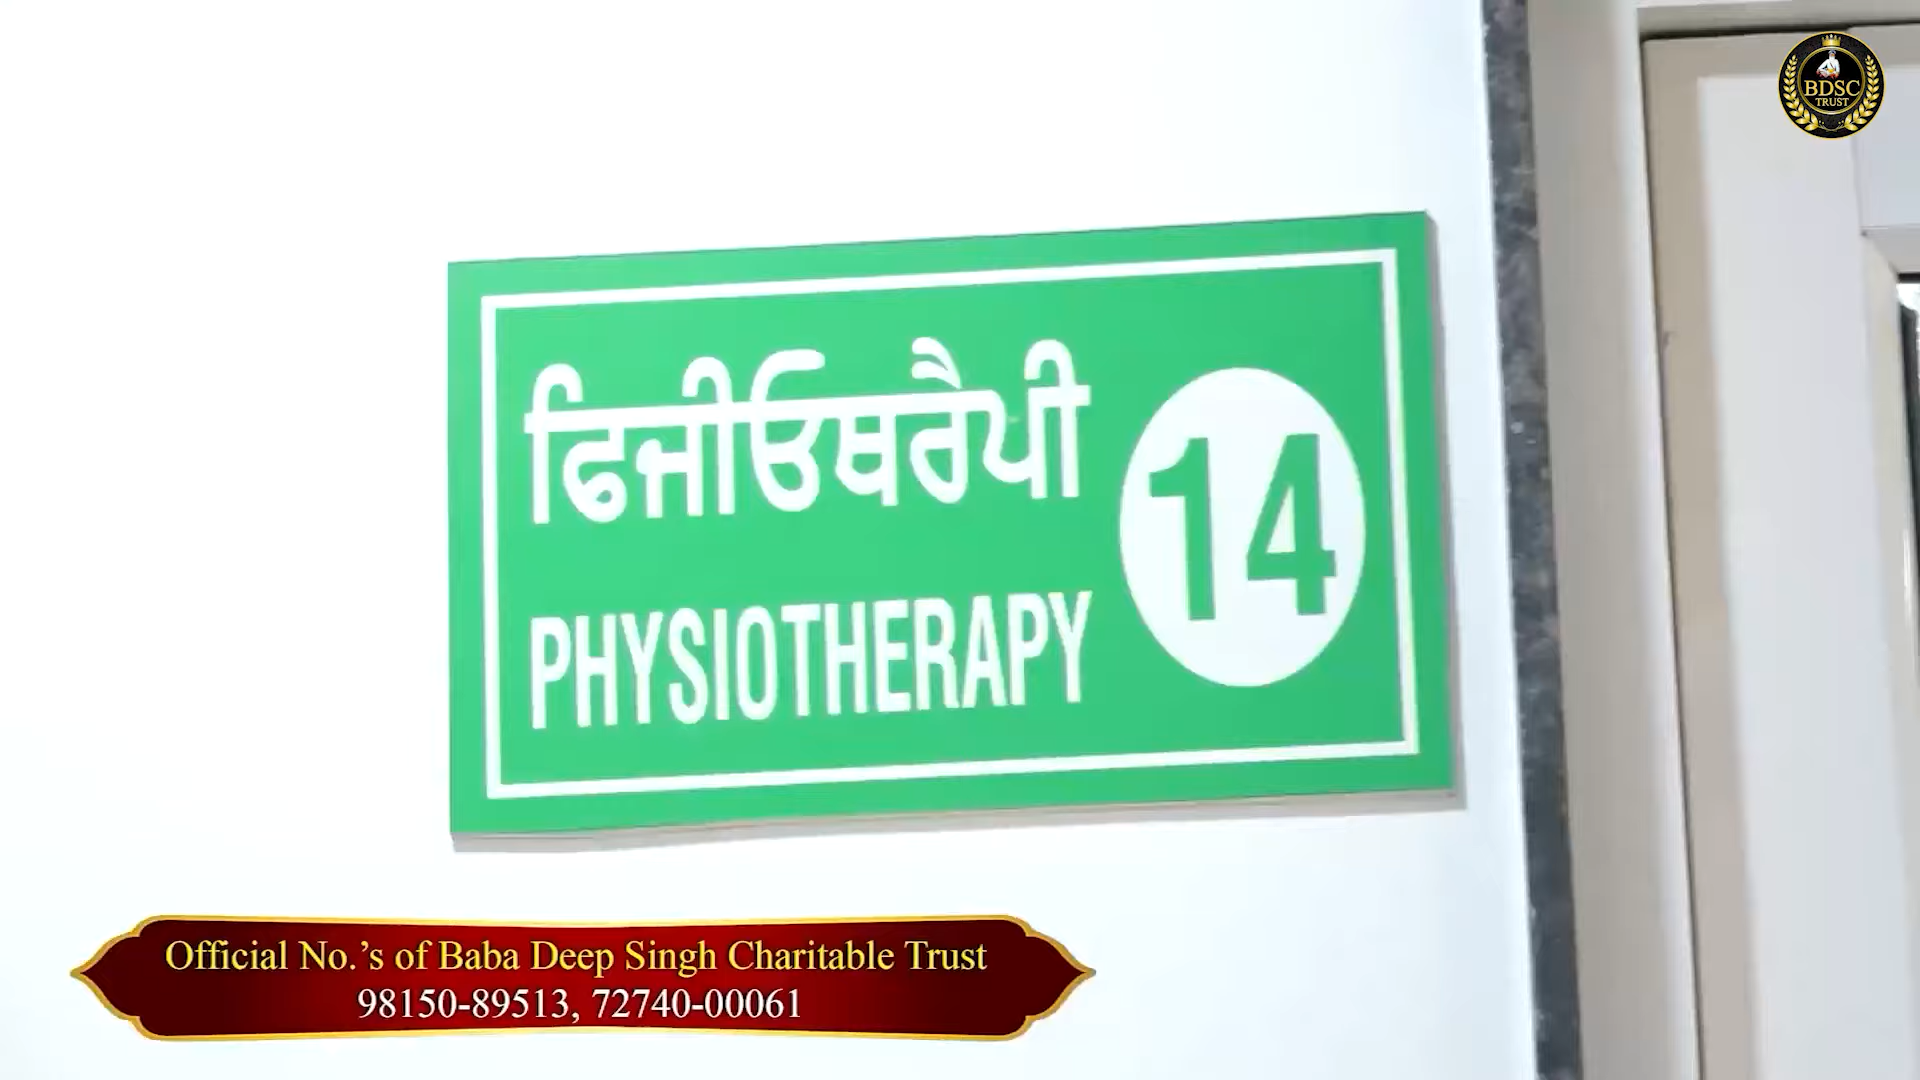 BDSC
TRUST
ਫਿਜੀਓਥਰੈਪੀ
PHYSIOTHERAPY
14
Official No.’s of Baba Deep Singh Charitable Trust
98150-89513, 72740-00061